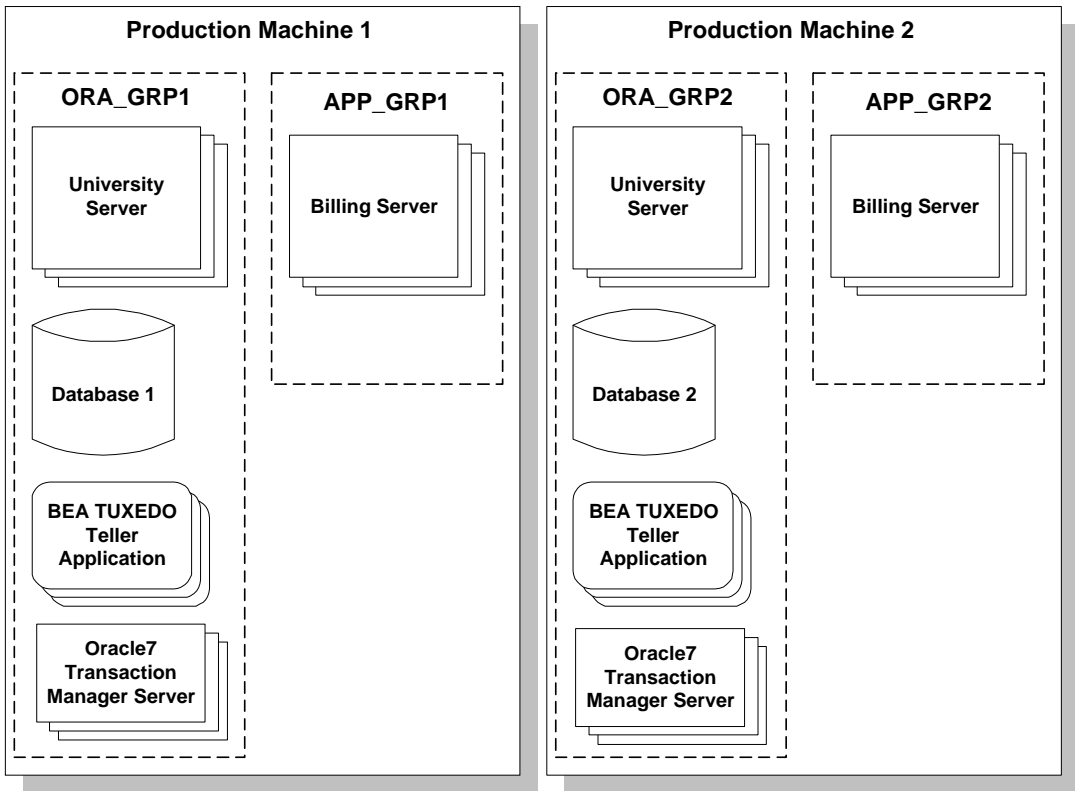 Production Machine 1
ORA_GRP1
University
Server
Database 1
BEA TUXEDO
Teller
Application
Oracle7
Transaction
Manager Server
APP_GRP1
Billing Server
Production Machine 2
ORA_GRP2
University
Server
Database 2
BEA TUXEDO
Teller
Application
Oracle7
Transaction
Manager Server
APP_GRP2
Billing Server